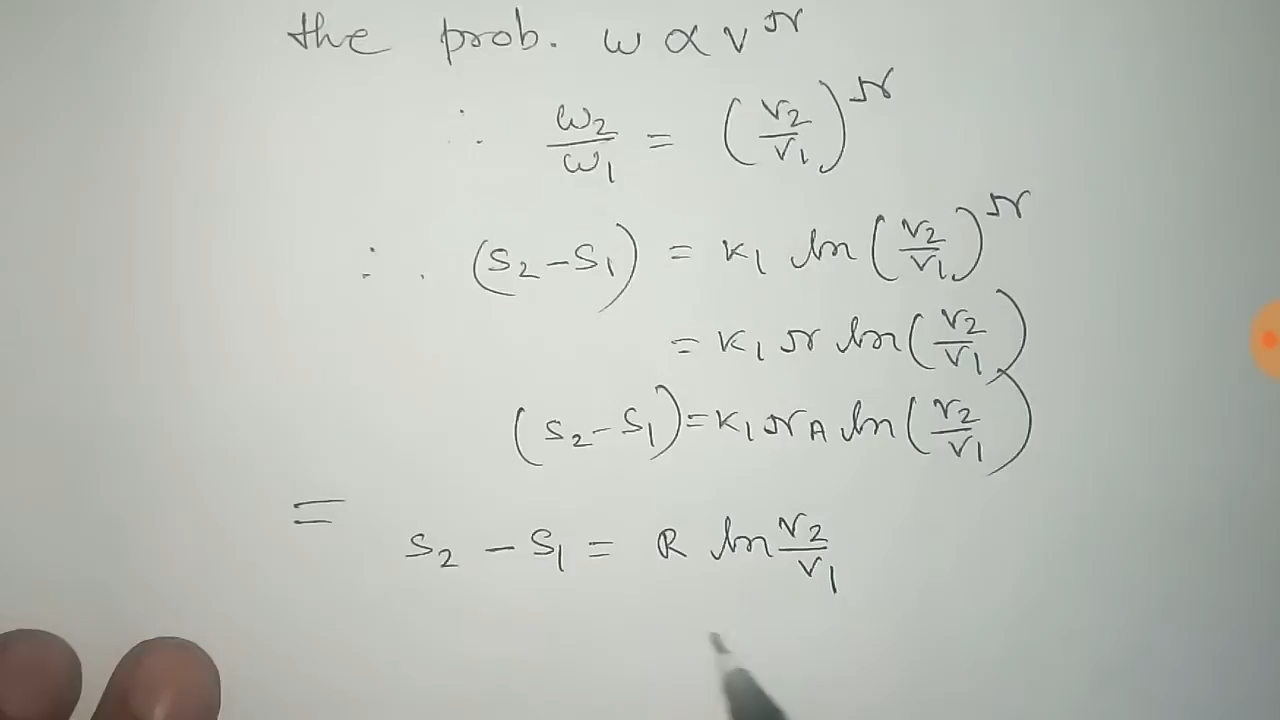 the prob. ω ∝ V^N
∴ ω2/ω1 = (V2/V1)^N
∴ (S2 - S1) = K1 ln (V2/V1)^N
= K1 N ln (V2/V1)
(S2 - S1) = K1 NA ln (V2/V1)
=
S2 - S1 = R ln V2/V1